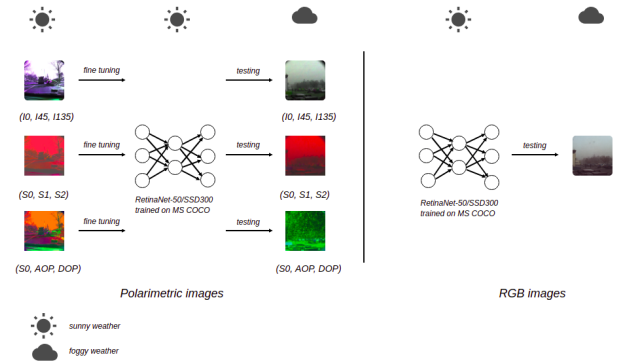 fine tuning
testing
(I0, I45, I135)
(I0, I45, I135)
fine tuning
testing
testing
(S0, S1, S2)
RetinaNet-50/SSD300
trained on MS COCO
(S0, S1, S2)
RetinaNet-50/SSD300
trained on MS COCO
fine tuning
testing
(S0, AOP, DOP)
(S0, AOP, DOP)
Polarimetric images
RGB images
sunny weather
foggy weather